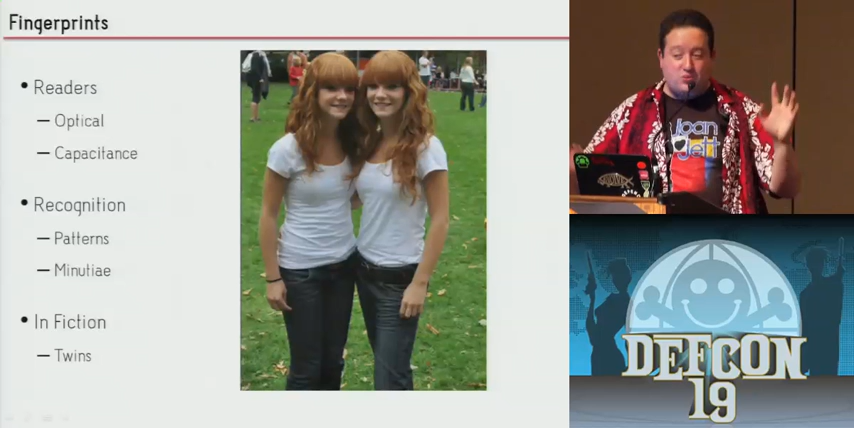 Fingerprints
• Readers
– Optical
– Capacitance
• Recognition
– Patterns
– Minutiae
• In Fiction
– Twins
Joan
Jett
DEFCON
19